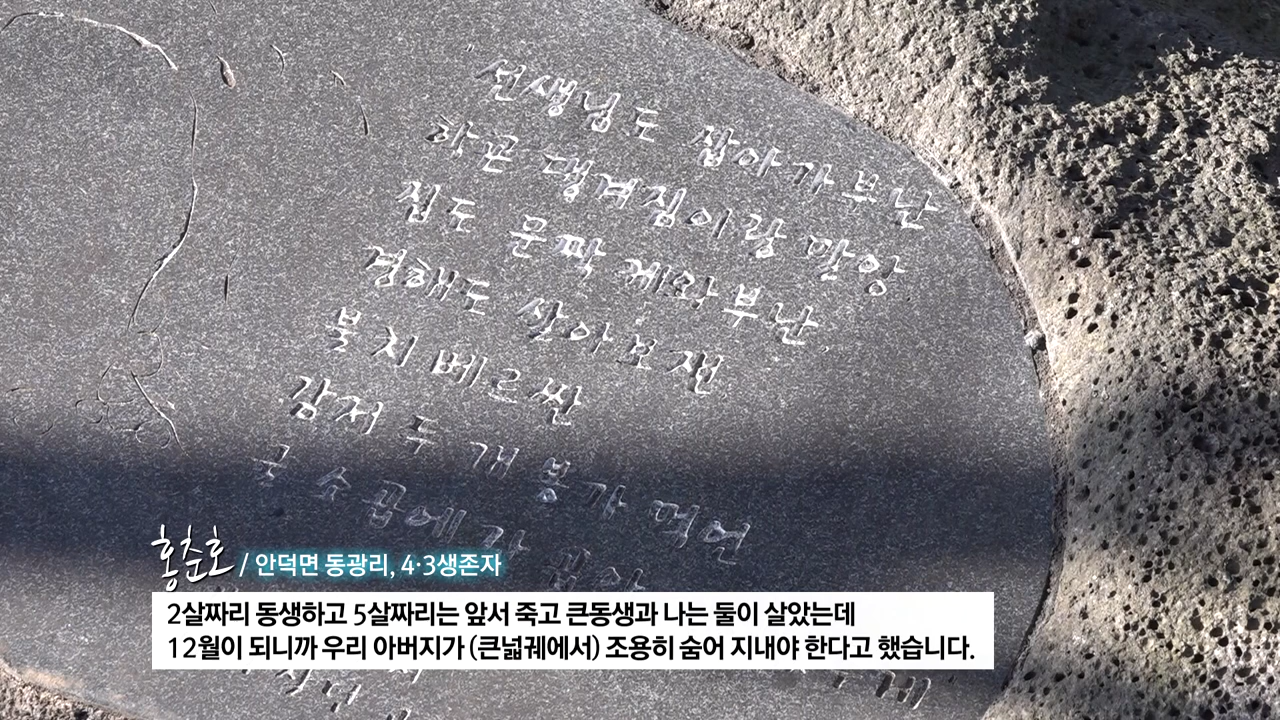 선생님도 잡아가부난
학곤 댕겨짐이랑 말앙
집도 문짝 케와부난
경해도 살아보잰
불치 베르싼
감저 두 개 봉가 먹언
홍춘호 / 안덕면 동광리, 4·3생존자
2살짜리 동생하고 5살짜리는 앞서 죽고 큰동생과 나는 둘이 살았는데
12월이 되니까 우리 아버지가 (큰넓궤에서) 조용히 숨어 지내야 한다고 했습니다.